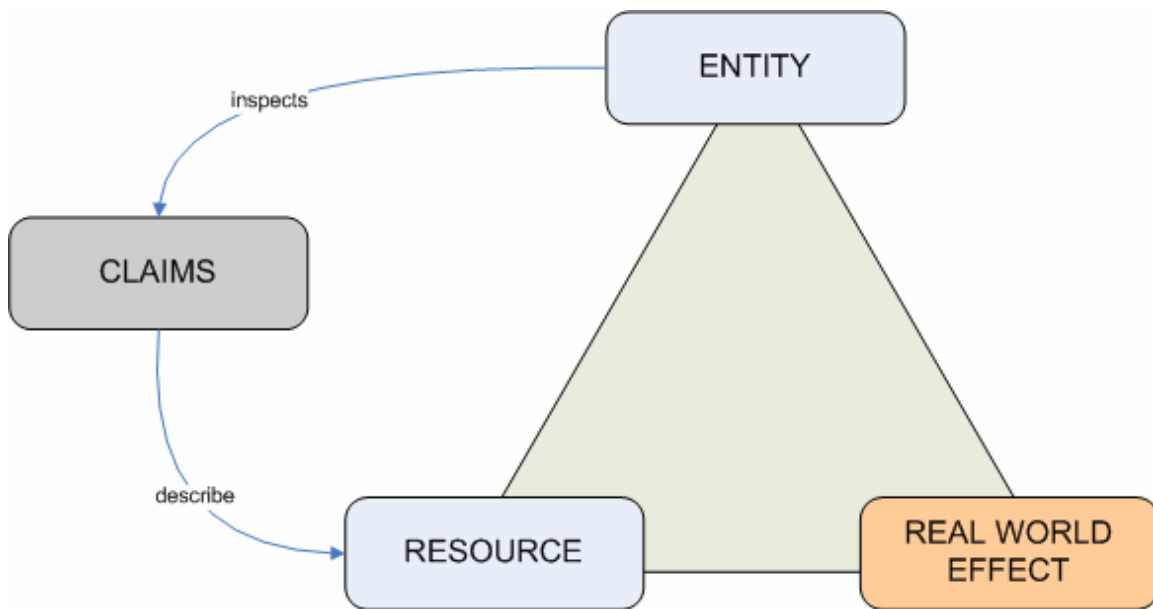 ENTITY
inspects
CLAIMS
describe
RESOURCE
REAL WORLD
EFFECT